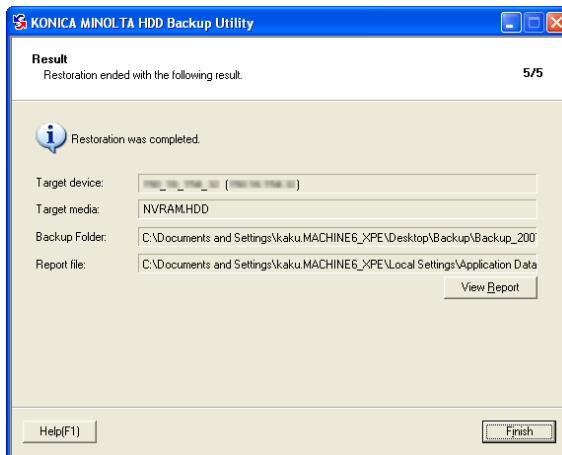 KONICA MINOLTA HDD Backup Utility
Result
Restoration ended with the following result.
5/5
Restoration was completed.
Target device:
Target media: NVRAM.HDD
Backup Folder: C:\Documents and Settings\kaku.MACHINE6_XPE\Desktop\Backup\Backup_200
Report file: C:\Documents and Settings\kaku.MACHINE6_XPE\Local Settings\Application Data
View Report
Help(F1)
Finish